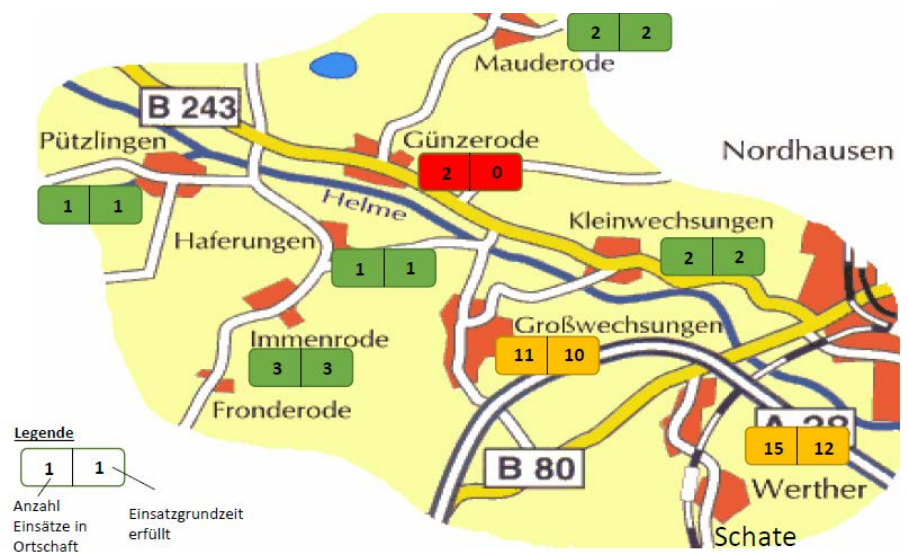 2 2
Mauderode
B 243
Pützlingen
Günzerode
Nordhausen
2 0
1 1
Helme
Kleinwechsungen
Haferungen
2 2
1 1
Großwechsungen
Immenrode
11 10
3 3
Fronderode
A 38
15 12
B 80
Werther
Schate
Legende
1 1
Anzahl
Einsätze in
Ortschaft
Einsatzgrundzeit
erfüllt